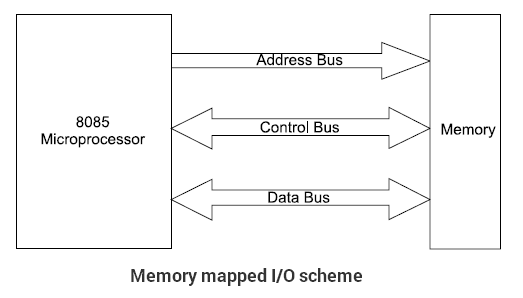 Address Bus
8085
Microprocessor
Control Bus
Memory
Data Bus
Memory mapped I/O scheme